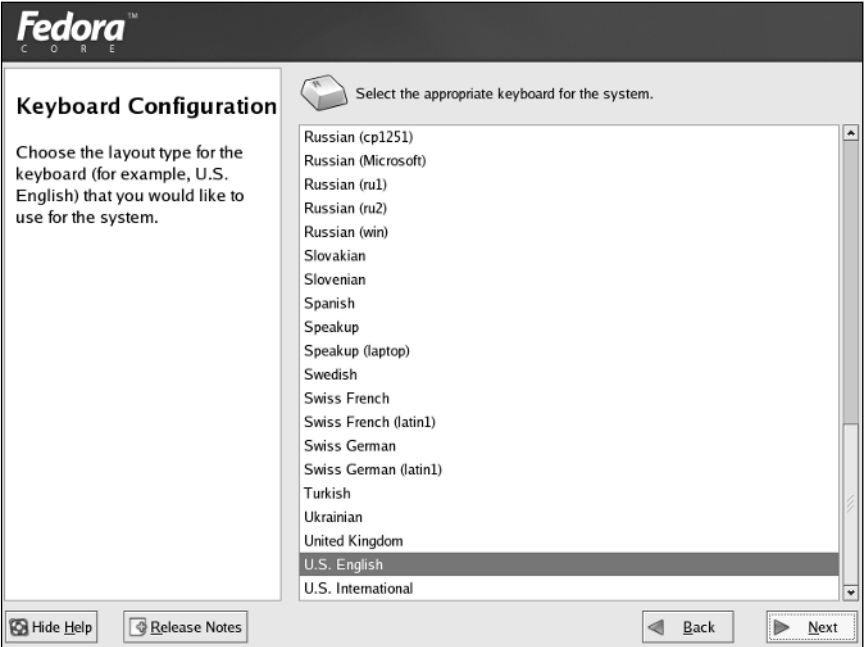 Fedora™
CORE
Keyboard Configuration
Choose the layout type for the
keyboard (for example, U.S.
English) that you would like to
use for the system.
Select the appropriate keyboard for the system.
Russian (cp1251)
Russian (Microsoft)
Russian (ru1)
Russian (ru2)
Russian (win)
Slovakian
Slovenian
Spanish
Speakup
Speakup (laptop)
Swedish
Swiss French
Swiss French (latin1)
Swiss German
Swiss German (latin1)
Turkish
Ukrainian
United Kingdom
U.S. English
U.S. International
Hide Help
Release Notes
Back
Next